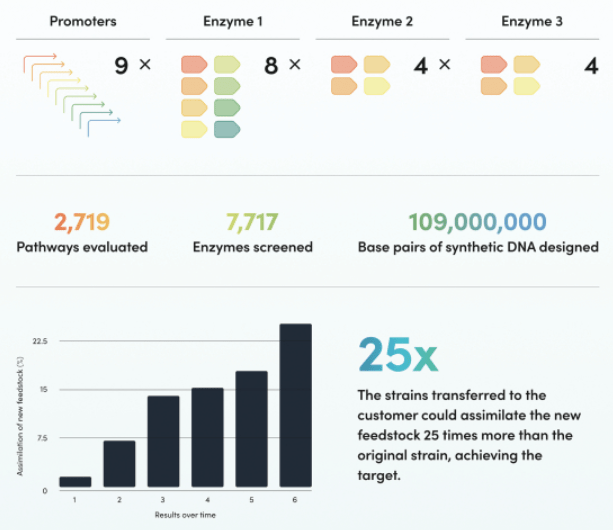 Promoters
Enzyme 1
Enzyme 2
Enzyme 3
9 ×
8 ×
4 ×
4
2,719
Pathways evaluated
7,717
Enzymes screened
109,000,000
Base pairs of synthetic DNA designed
Assimilation of new feedstock (%)
22.5
15
7.5
0
1
2
3
4
5
6
Results over time
25x
The strains transferred to the
customer could assimilate the new
feedstock 25 times more than the
original strain, achieving the
target.